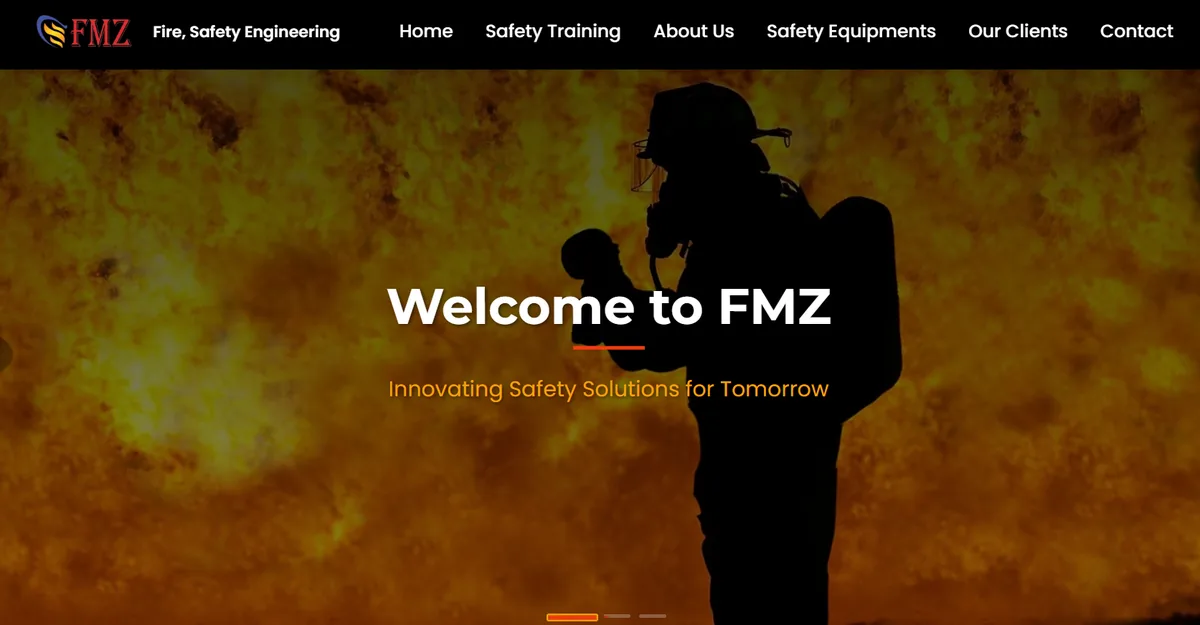 FMZ
Fire, Safety Engineering
Home
Safety Training
About Us
Safety Equipments
Our Clients
Contact
Welcome to FMZ
Innovating Safety Solutions for Tomorrow